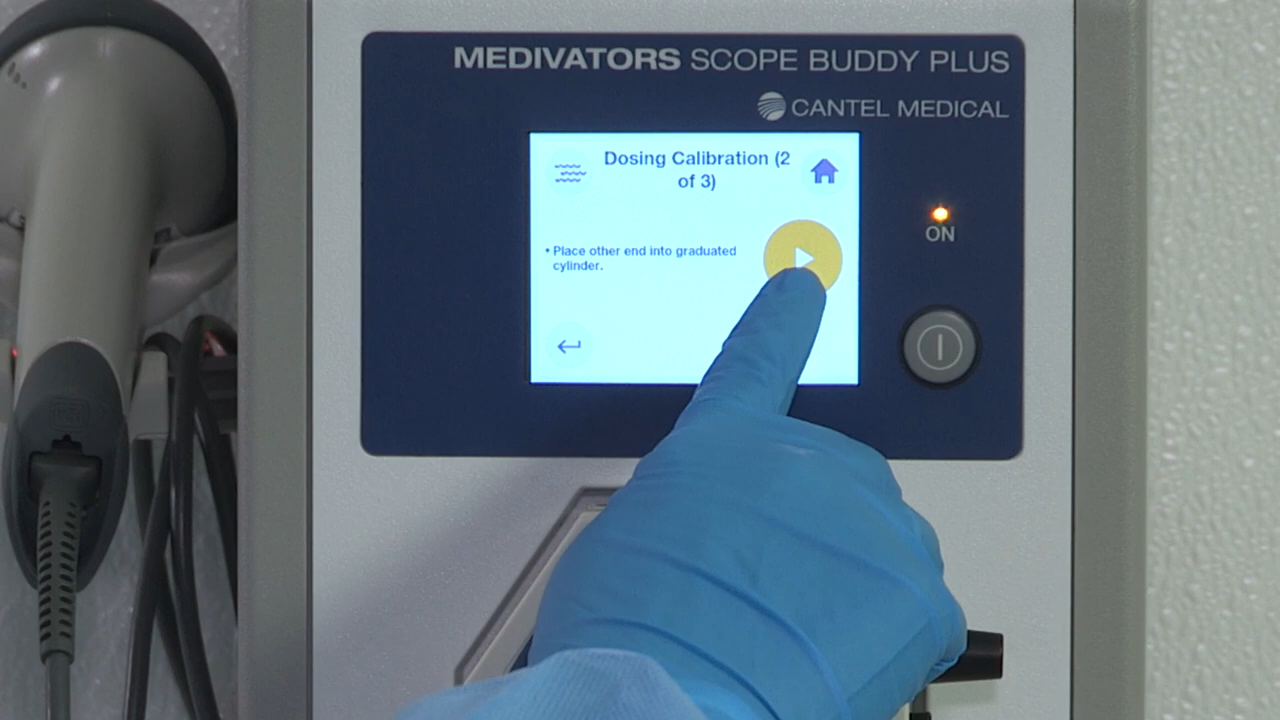 MEDIVATORS SCOPE BUDDY PLUS
CANTEL MEDICAL
Dosing Calibration (2
of 3)
• Place other end into graduated
cylinder.
ON